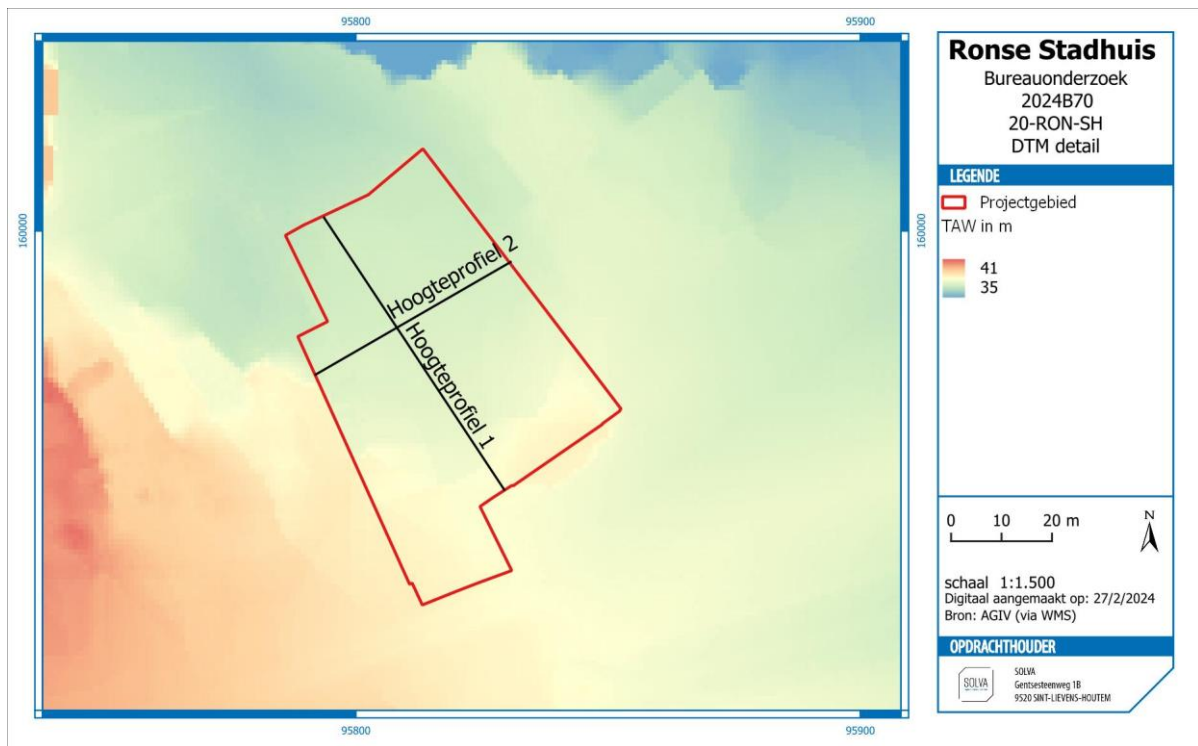 95800
95900
160000
160000
Hoogteprofiel 2
Hoogteprofiel 1
95800
95900
Ronse Stadhuis
Bureauonderzoek
2024B70
20-RON-SH
DTM detail
LEGENDE
Projectgebied
TAW in m
41
35
0 10 20 m
N
schaal 1:1.500
Digitaal aangemaakt op: 27/2/2024
Bron: AGIV (via WMS)
OPDRACHTHOUDER
SOLVA
SOLVA
Gentsesteenweg 1B
9520 SINT-LIEVENS-HOUTEM